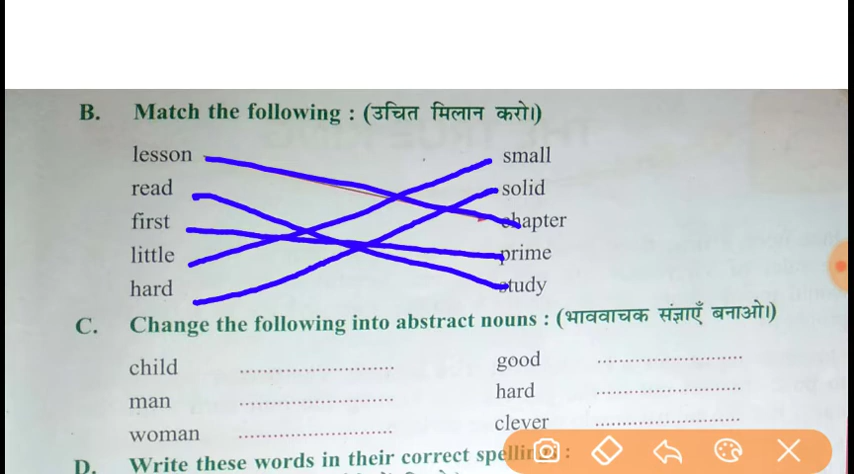 B. Match the following : (उचित मिलान करो।)
lesson small
read solid
first chapter
little prime
hard study
C. Change the following into abstract nouns : (भाववाचक संज्ञाएँ बनाओ।)
child .............................. good ..............................
man .............................. hard ..............................
woman .............................. clever ..............................
D. Write these words in their correct